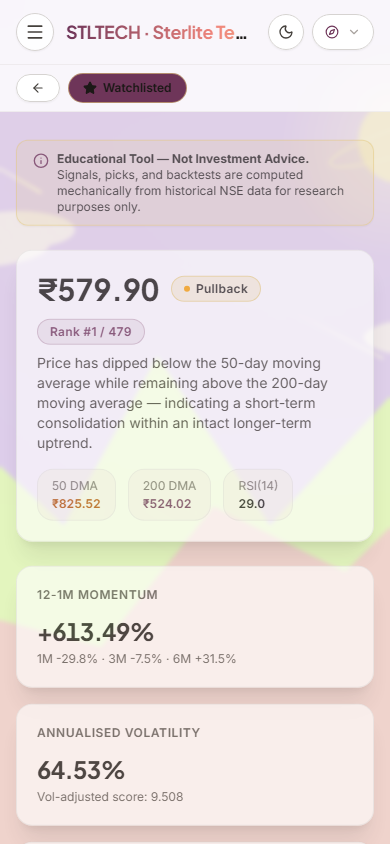 STLTECH · Sterlite Te...
Watchlisted
Educational Tool — Not Investment Advice.
Signals, picks, and backtests are computed
mechanically from historical NSE data for research
purposes only.
₹579.90
Pullback
Rank #1 / 479
Price has dipped below the 50-day moving
average while remaining above the 200-day
moving average — indicating a short-term
consolidation within an intact longer-term
uptrend.
50 DMA
₹825.52
200 DMA
₹524.02
RSI(14)
29.0
12-1M MOMENTUM
+613.49%
1M -29.8% · 3M -7.5% · 6M +31.5%
ANNUALISED VOLATILITY
64.53%
Vol-adjusted score: 9.508